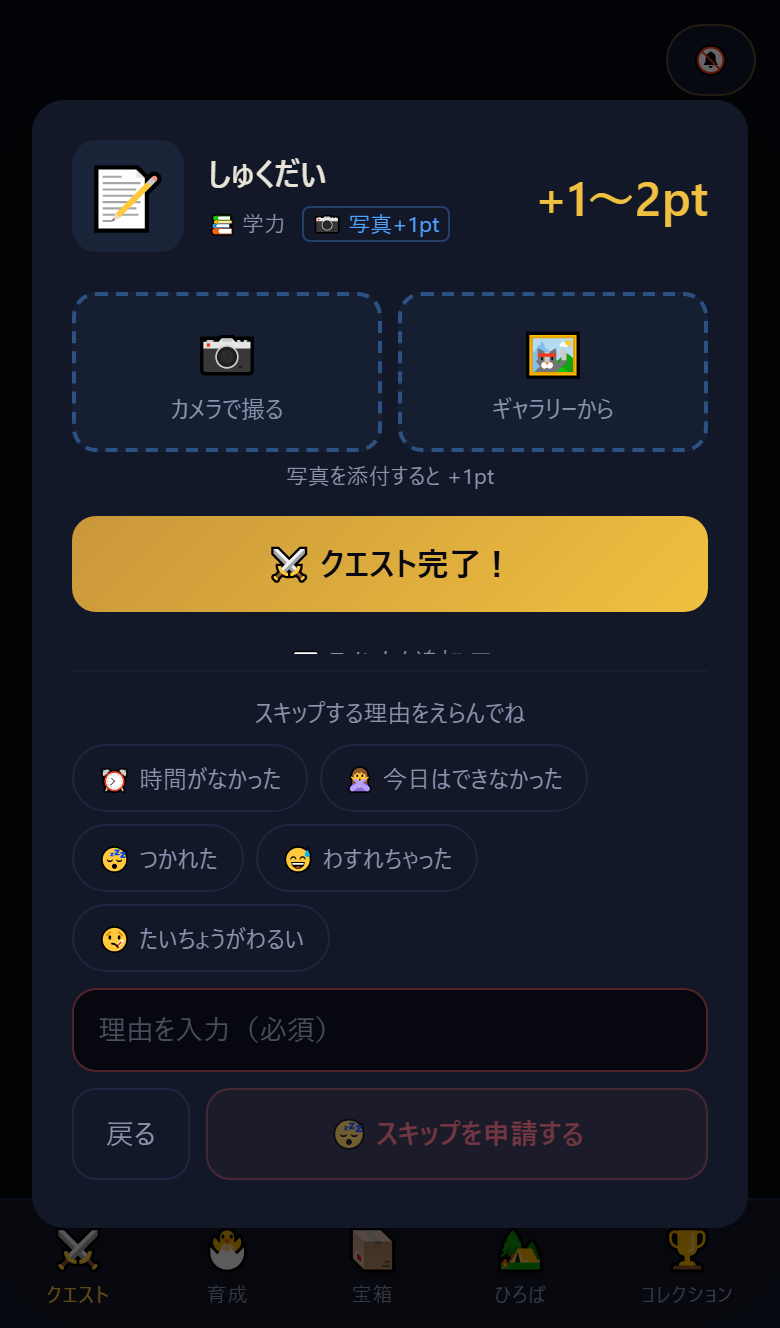 しゅくだい
学力 写真+1pt
+1〜2pt
カメラで撮る
ギャラリーから
写真を添付すると +1pt
クエスト完了！
スキップする理由をえらんでね
時間がなかった
今日はできなかった
つかれた
わすれちゃった
たいちょうがわるい
理由を入力（必須）
戻る
スキップを申請する
クエスト
育成
宝箱
ひろば
コレクション